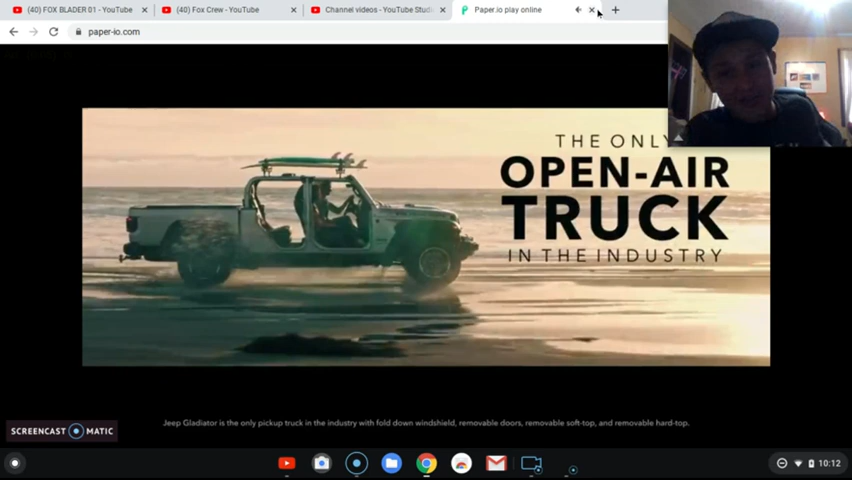 (40) FOX BLADER 01 - YouTube
(40) Fox Crew - YouTube
Channel videos - YouTube Studi
Paper.io play online
paper-io.com
THE ONLY
OPEN-AIR
TRUCK
IN THE INDUSTRY
Jeep Gladiator is the only pickup truck in the industry with fold down windshield, removable doors, removable soft-top, and removable hard-top.
SCREENCAST MATIC
10:12